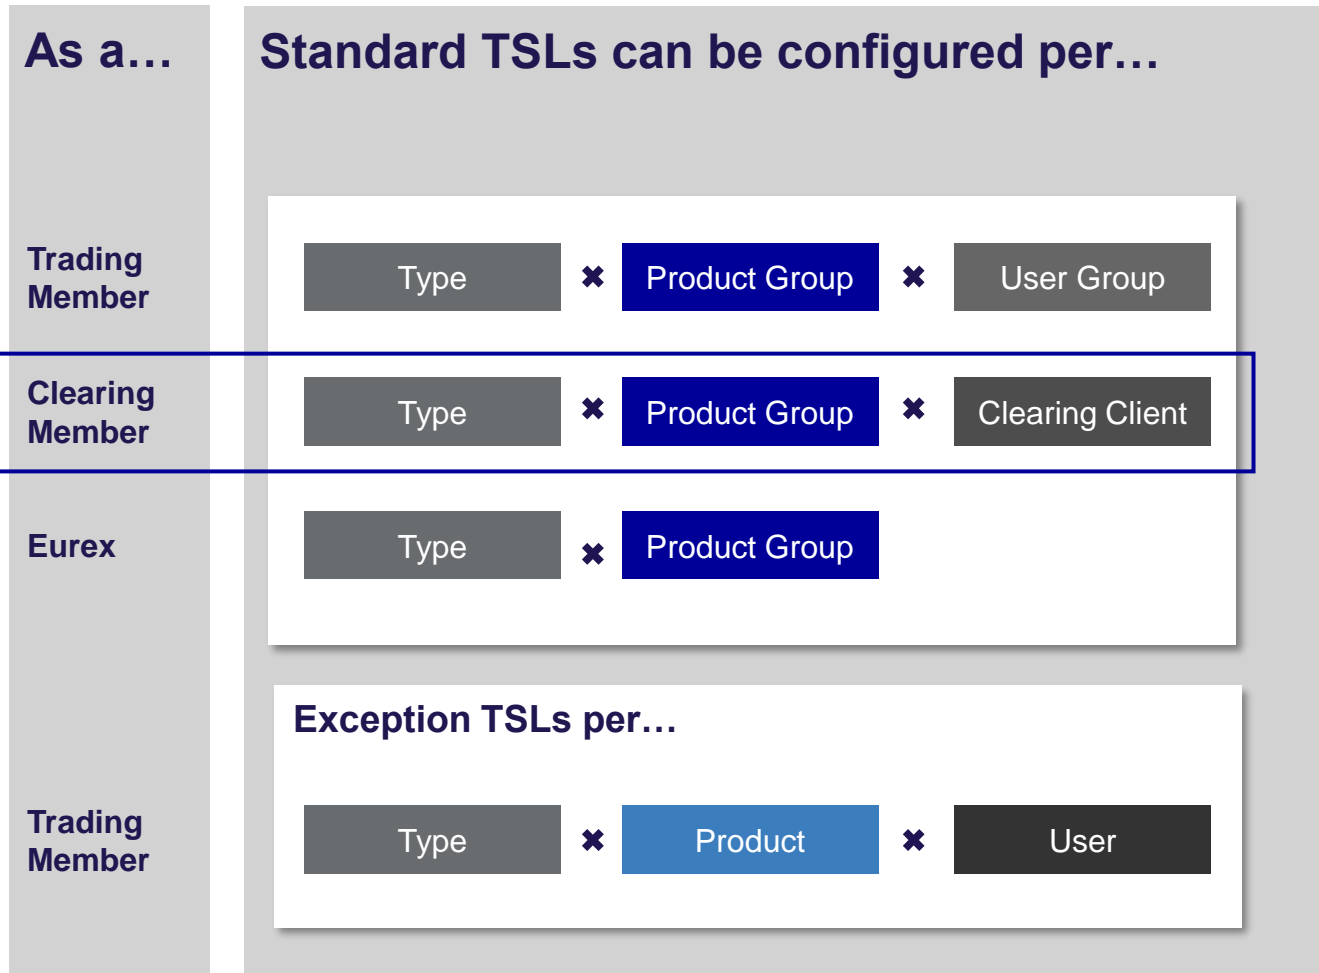 As a…
Standard TSLs can be configured per…
Trading
Member
Type ✖ Product Group ✖ User Group
Clearing
Member
Type ✖ Product Group ✖ Clearing Client
Eurex
Type ✖ Product Group
Exception TSLs per…
Trading
Member
Type ✖ Product ✖ User